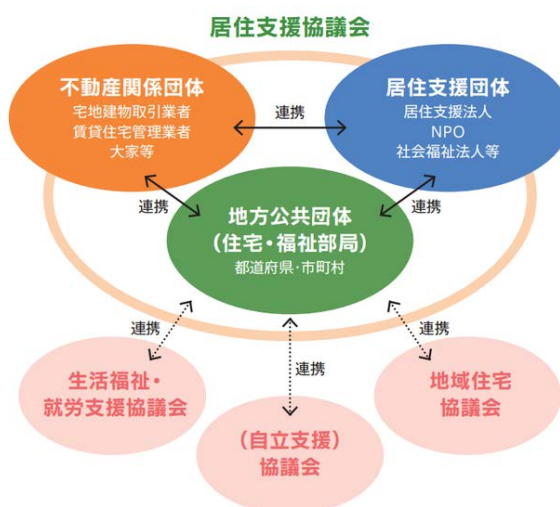 居住支援協議会
不動産関係団体
宅地建物取引業者
賃貸住宅管理業者
大家等
連携
居住支援団体
居住支援法人
NPO
社会福祉法人等
連携
連携
地方公共団体
(住宅・福祉部局)
都道府県・市町村
連携
連携
連携
生活福祉・
就労支援協議会
(自立支援)
協議会
地域住宅
協議会